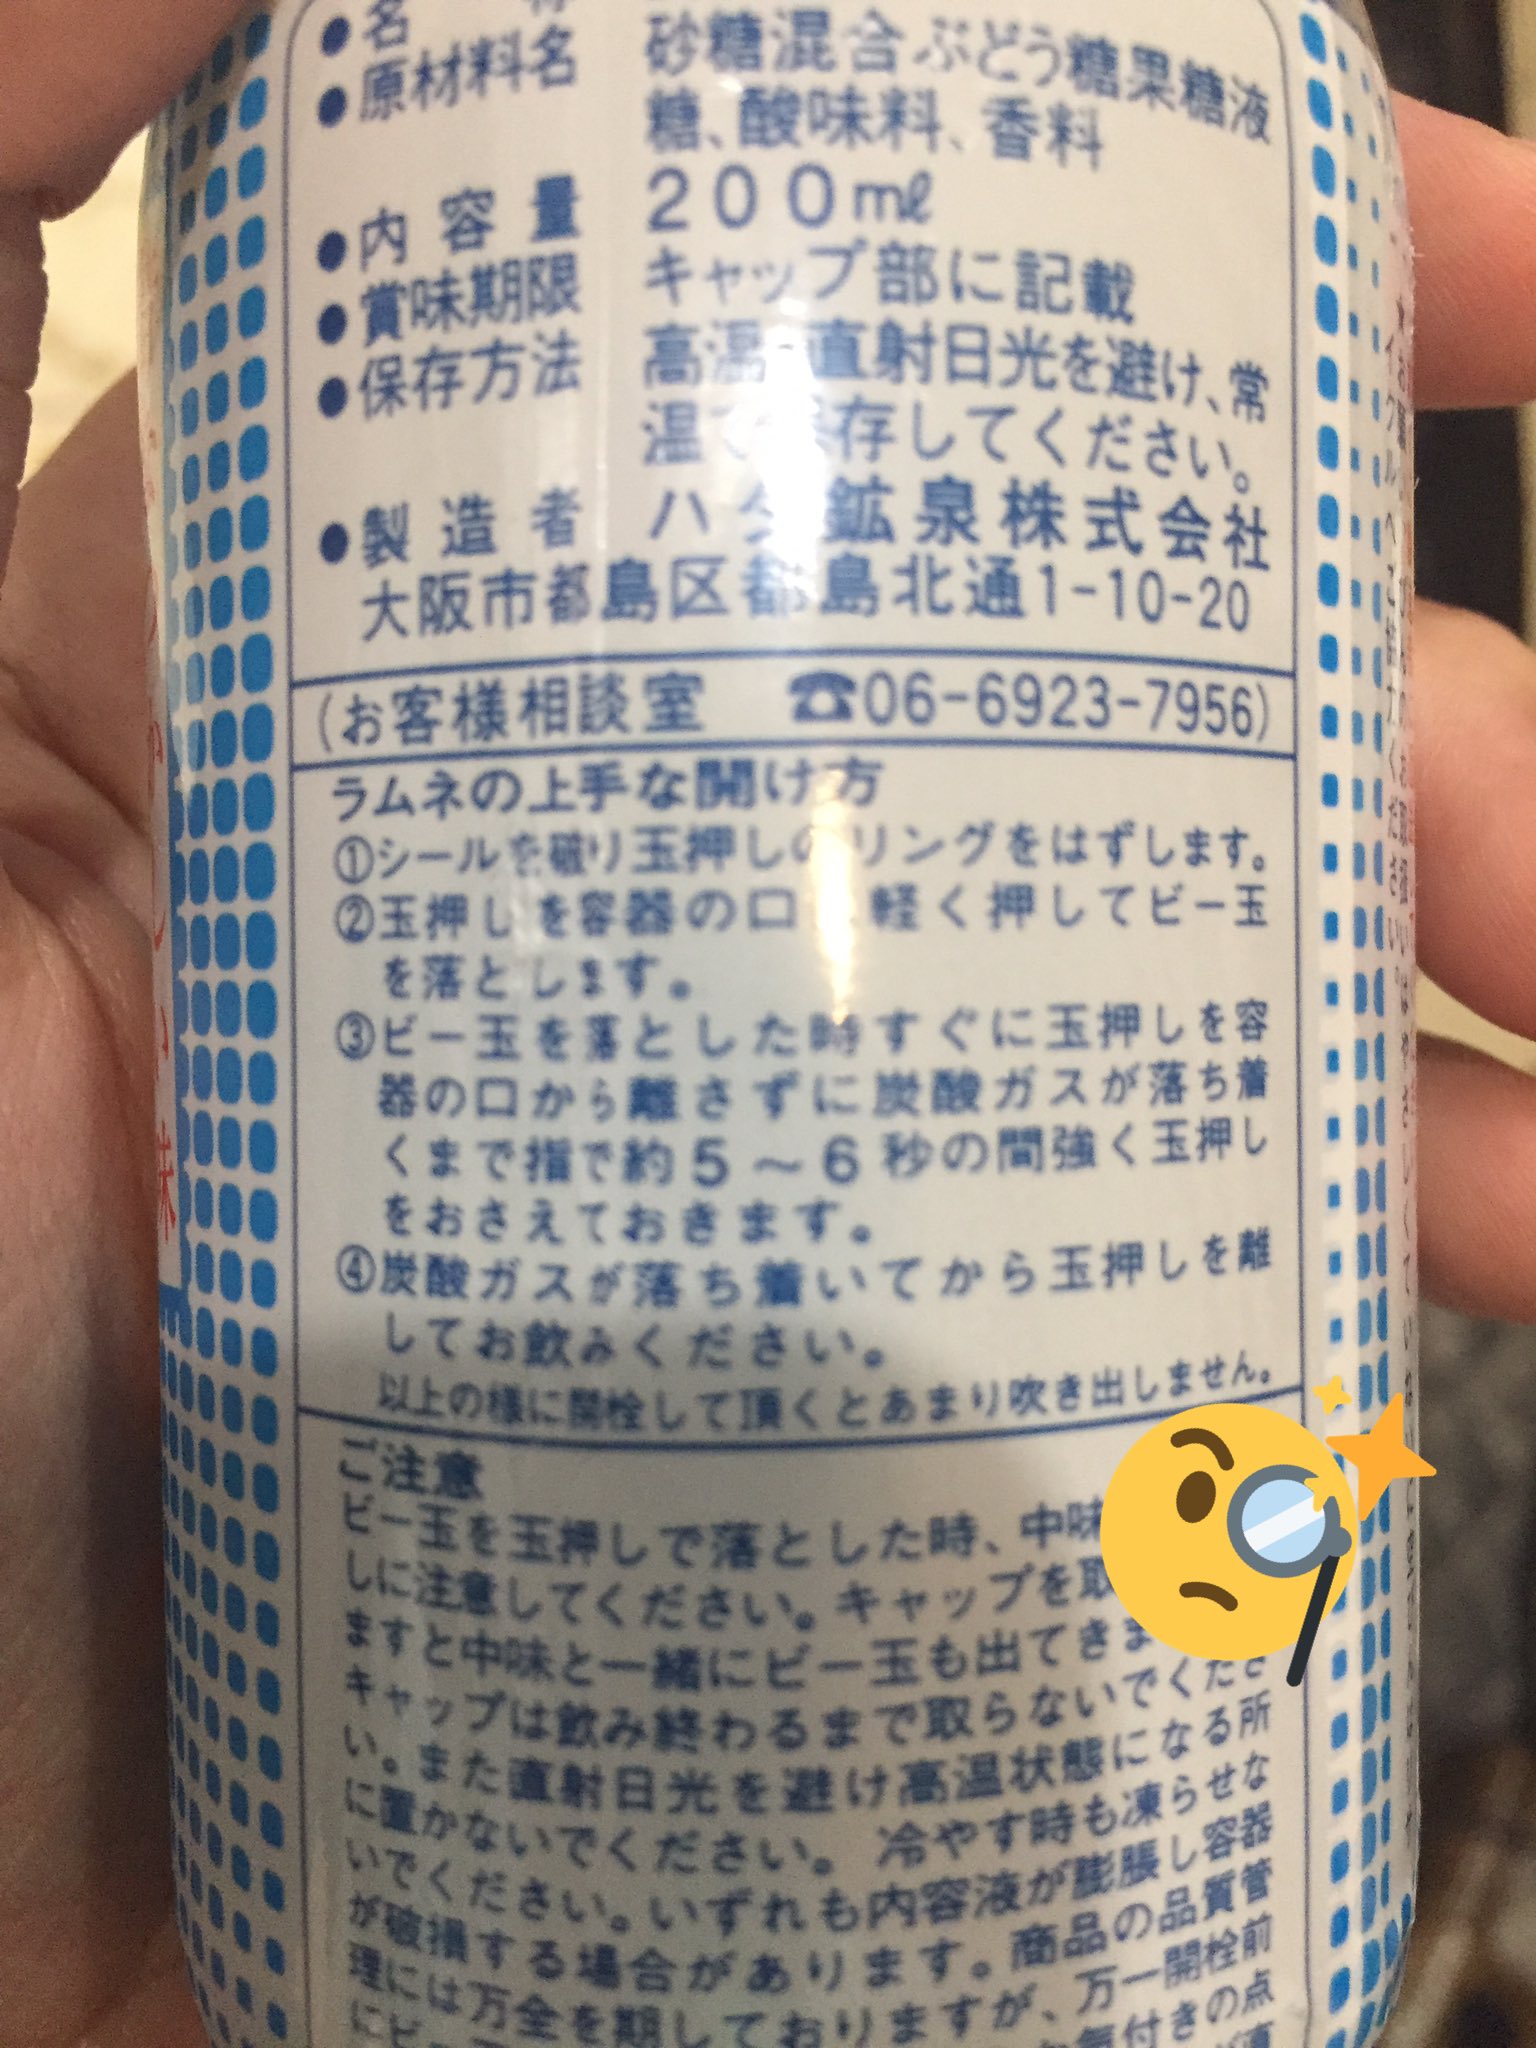 ●名
●原材料名 砂糖混合ぶどう糖果糖液
糖、酸味料、香料
●内容量 200ml
●賞味期限 キャップ部に記載
●保存方法 高温 直射日光を避け、常
温で保存してください。
●製造者 ハタ鉱泉株式会社
大阪市都島区都島北通1-10-20
(お客様相談室 ☎06-6923-7956)
ラムネの上手な開け方
①シールを破り玉押しのリングをはずします。
②玉押しを容器の口 軽く押してビー玉
を落とします。
③ビー玉を落とした時すぐに玉押しを容
器の口から離さずに炭酸ガスが落ち着
くまで指で約5〜6秒の間強く玉押し
をおさえておきます。
④炭酸ガスが落ち着いてから玉押しを離
してお飲みください。
以上の様に開栓して頂くとあまり吹き出しません。
ご注意
ビー玉を玉押しで落とした時、中味
しに注意してください。キャップを取
ますと中味と一緒にビー玉も出てきま
キャップは飲み終わるまで取らないでくださ
い。また直射日光を避け高温状態になる所
に置かないでください。冷やす時も凍らせな
いでください。いずれも内容液が膨脹し容器
が破損する場合があります。商品の品質管
理には万全を期しておりますが、万一開栓前
にビー 気付きの点